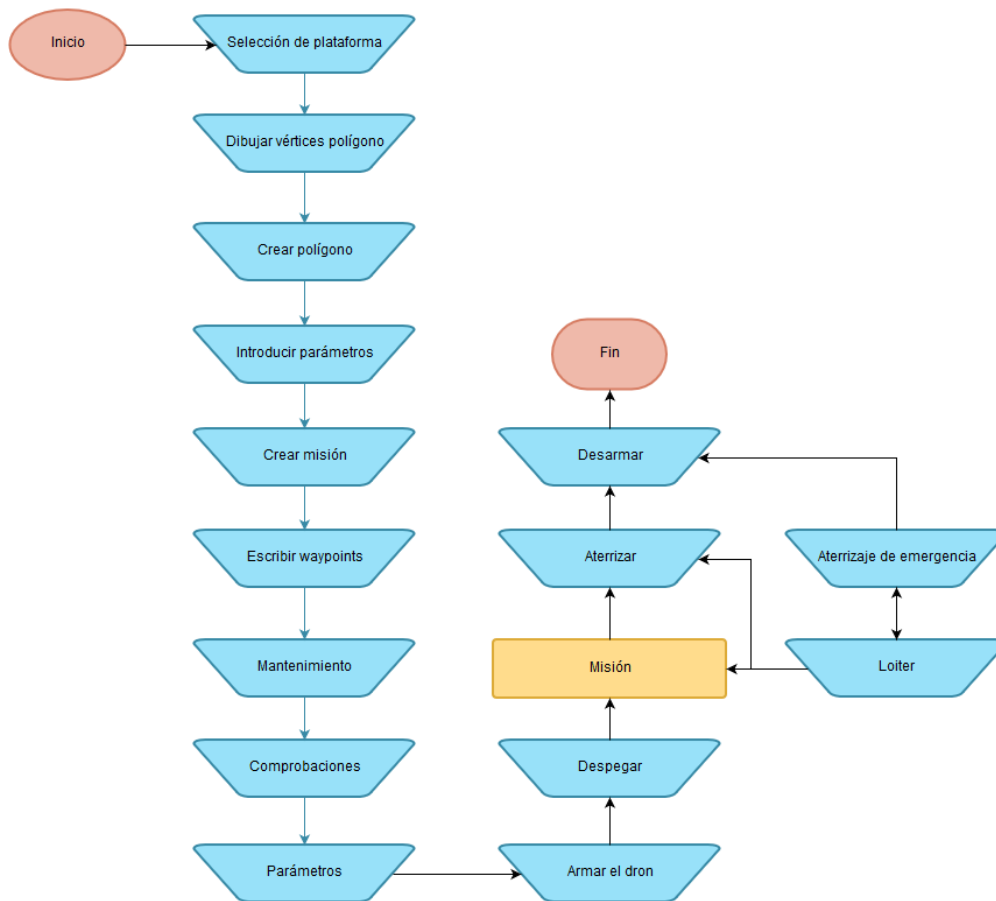 Inicio
Selección de plataforma
Dibujar vértices polígono
Crear polígono
Introducir parámetros
Crear misión
Escribir waypoints
Mantenimiento
Comprobaciones
Parámetros
Armar el dron
Despegar
Misión
Aterrizar
Desarmar
Fin
Aterrizaje de emergencia
Loiter